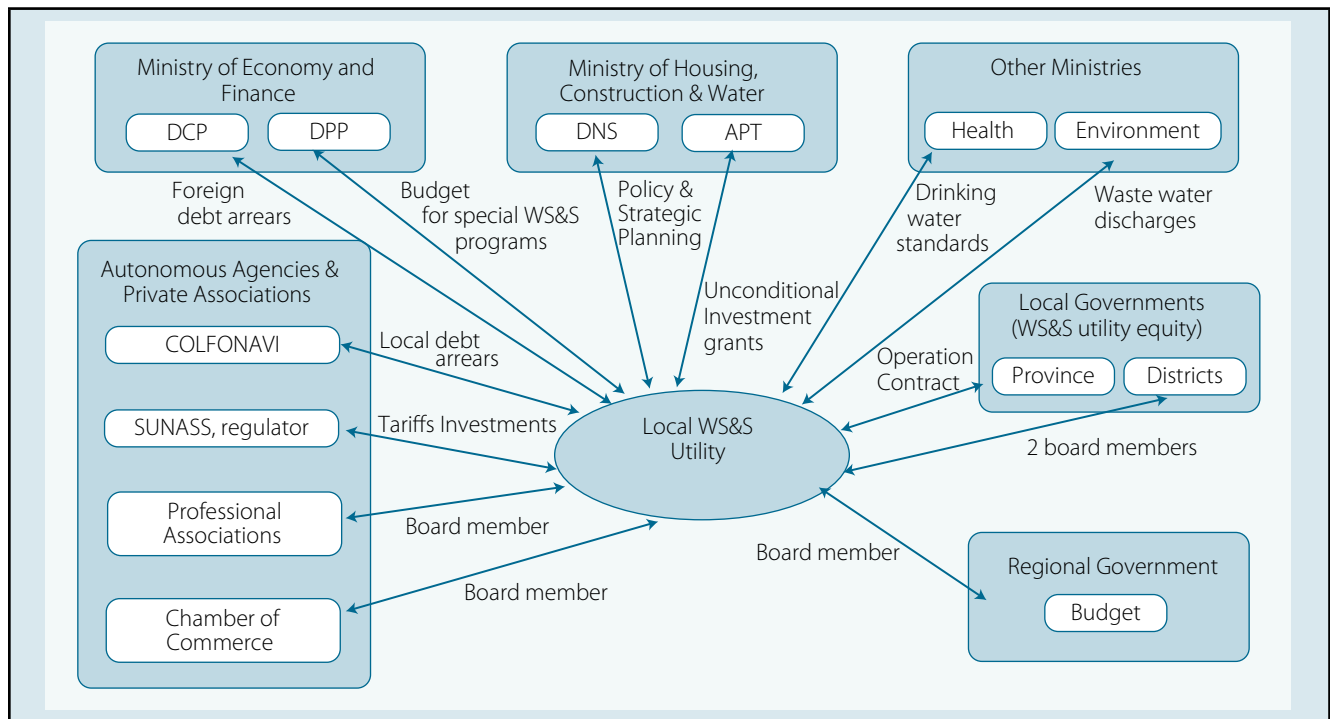 Ministry of Economy and
Finance
DCP
DPP
Ministry of Housing,
Construction & Water
DNS
APT
Other Ministries
Health
Environment
Foreign
debt arrears
Budget
for special WS&S
programs
Policy &
Strategic
Planning
Unconditional
Investment
grants
Drinking
water
standards
Waste water
discharges
Autonomous Agencies &
Private Associations
COLFONAVI
SUNASS, regulator
Professional
Associations
Chamber of
Commerce
Local debt
arrears
Tariffs Investments
Board member
Board member
Local WS&S
Utility
Operation
Contract
Local Governments
(WS&S utility equity)
Province
Districts
2 board members
Board member
Regional Government
Budget